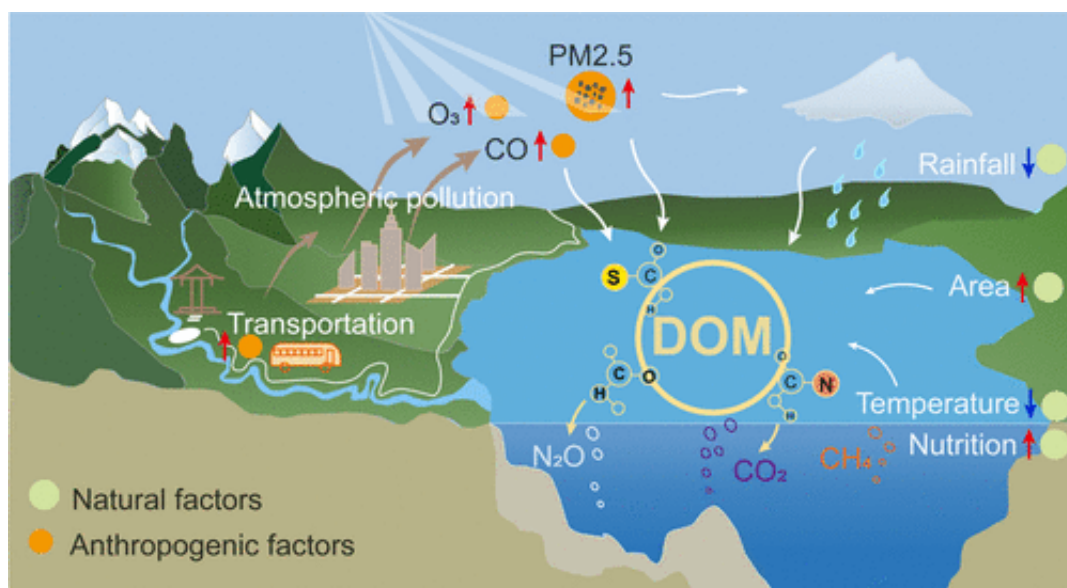 PM2.5
O₃
CO
Rainfall
Atmospheric pollution
S
C
O
H
Area
Transportation
DOM
H
C
O
O
C
N
H
Temperature
Nutrition
N₂O
CO₂
CH₄
Natural factors
Anthropogenic factors